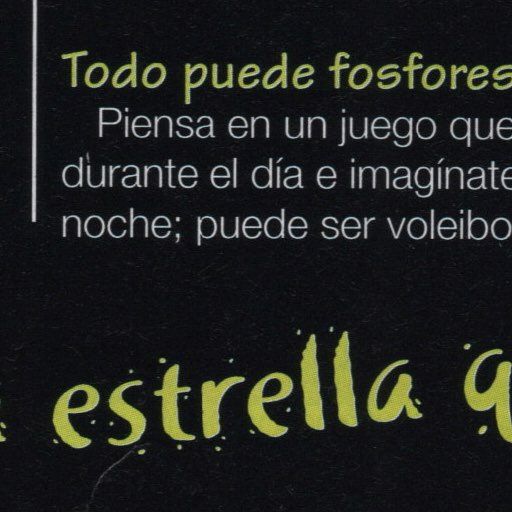 Todo puede fosfores
Piensa en un juego que
durante el día e imagínate
noche; puede ser voleibo
estrella q